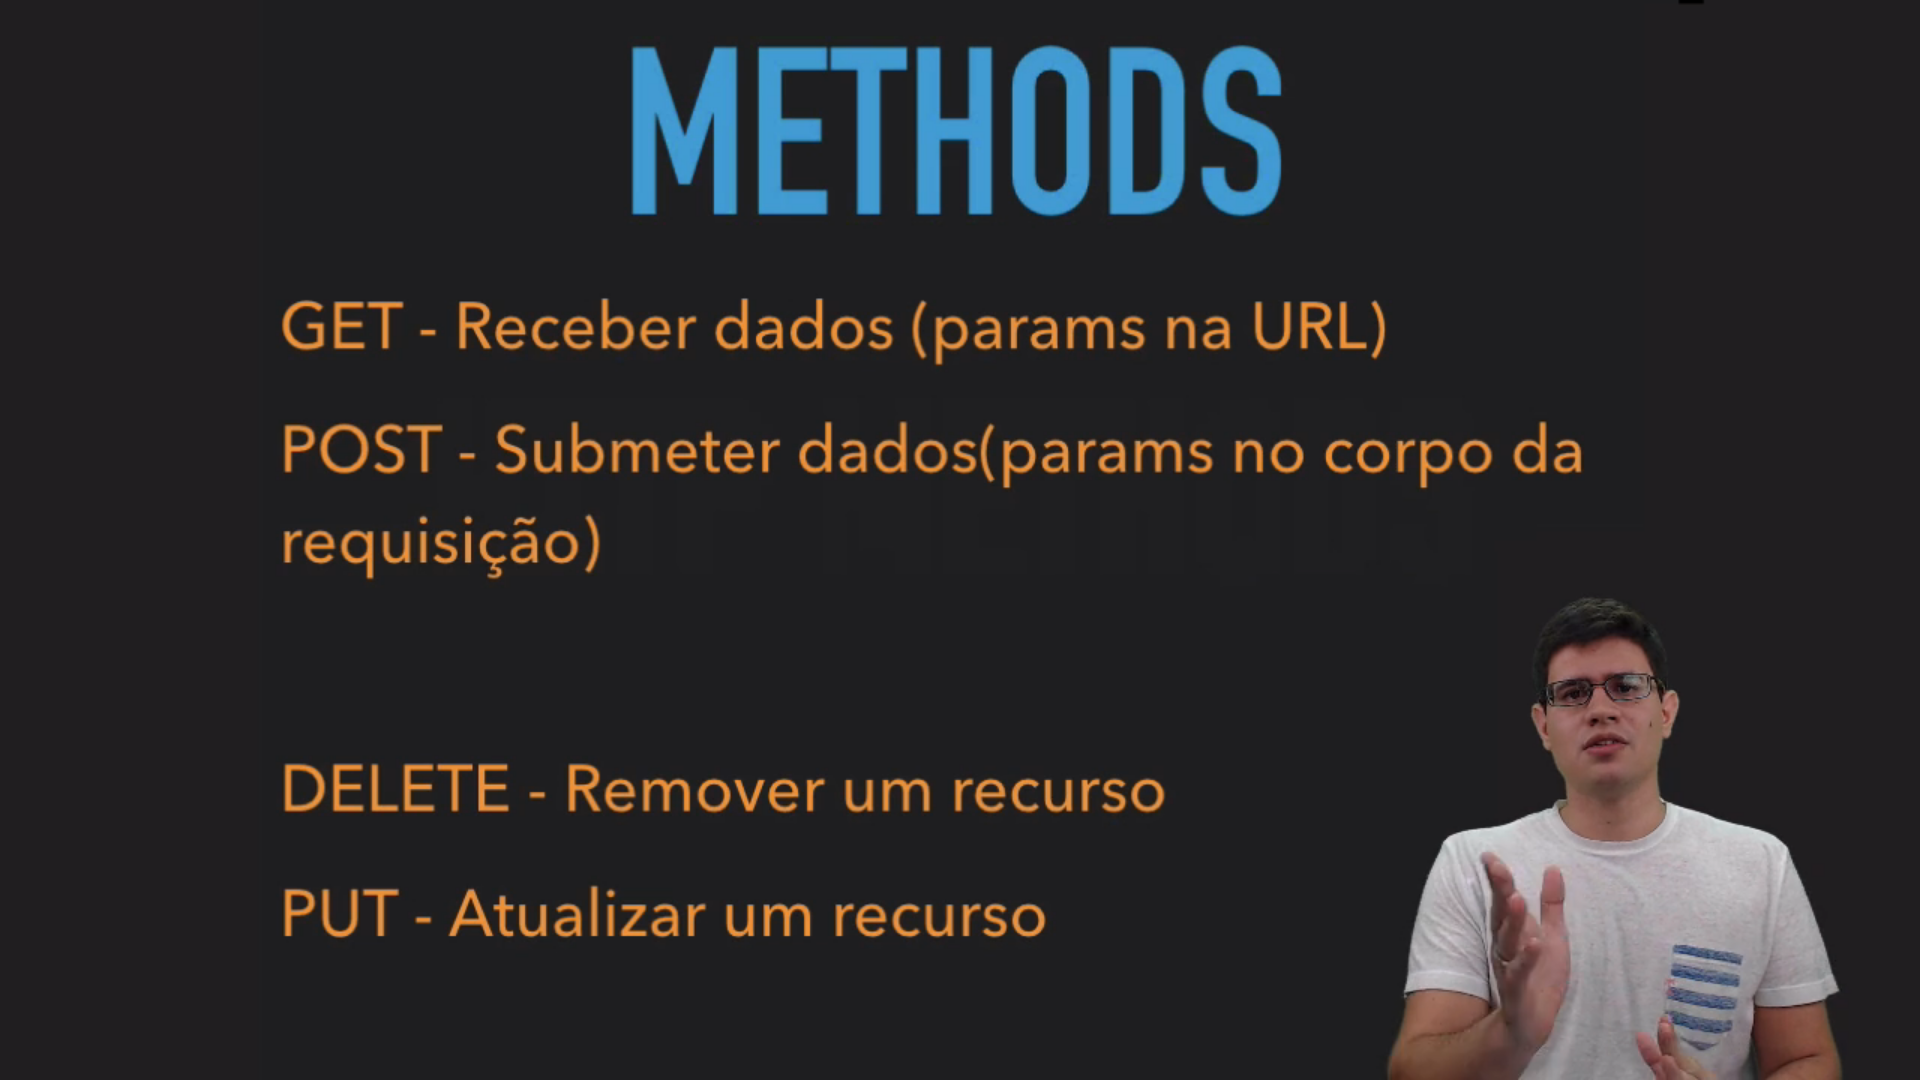 METHODS
GET - Receber dados (params na URL)
POST - Submeter dados(params no corpo da
requisição)
DELETE - Remover um recurso
PUT - Atualizar um recurso